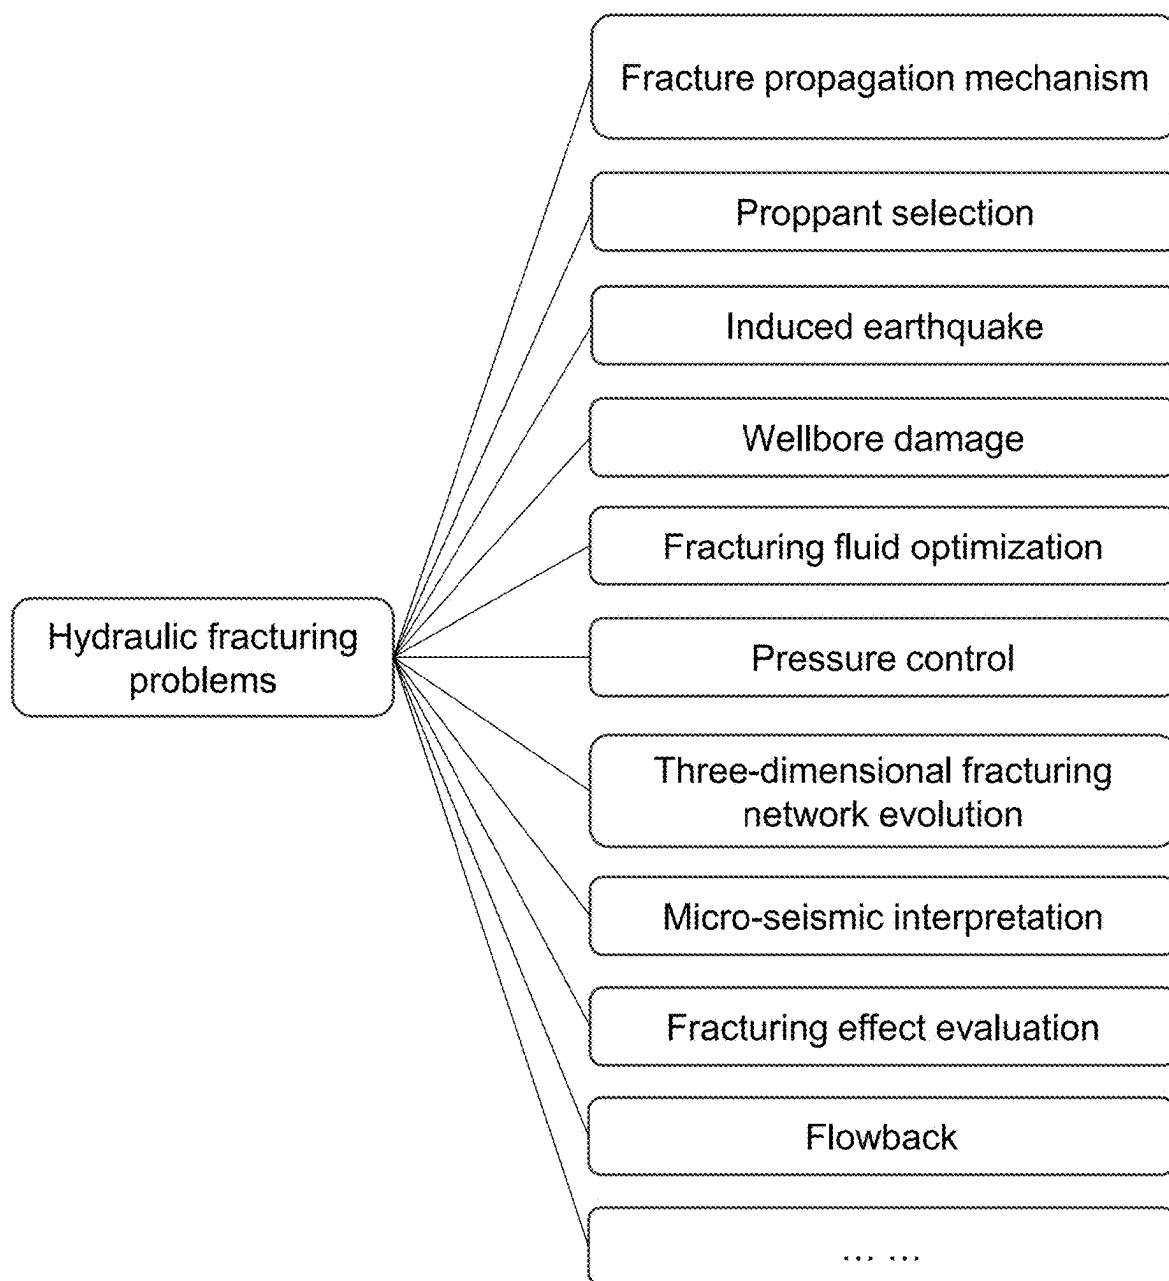 Fracture propagation mechanism
Proppant selection
Induced earthquake
Wellbore damage
Fracturing fluid optimization
Hydraulic fracturing
problems
Pressure control
Three-dimensional fracturing
network evolution
Micro-seismic interpretation
Fracturing effect evaluation
Flowback
... ...